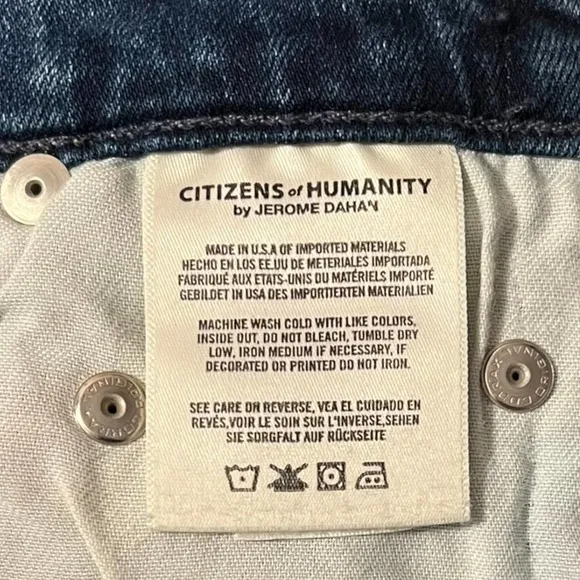 CITIZENS of HUMANITY
by JEROME DAHAN
MADE IN U.S.A OF IMPORTED MATERIALS
HECHO EN LOS EE.UU DE METERIALES IMPORTADA
FABRIQUÉ AUX ETATS-UNIS DU MATÉRIELS IMPORTÉ
GEBILDET IN USA DES IMPORTIERTEN MATERIALIEN
MACHINE WASH COLD WITH LIKE COLORS,
INSIDE OUT, DO NOT BLEACH, TUMBLE DRY
LOW, IRON MEDIUM IF NECESSARY, IF
DECORATED OR PRINTED DO NOT IRON.
SEE CARE ON REVERSE, VEA EL CUIDADO EN
REVÉS,VOIR LE SOIN SUR L'INVERSE,SEHEN
SIE SORGFALT AUF RÜCKSEITE